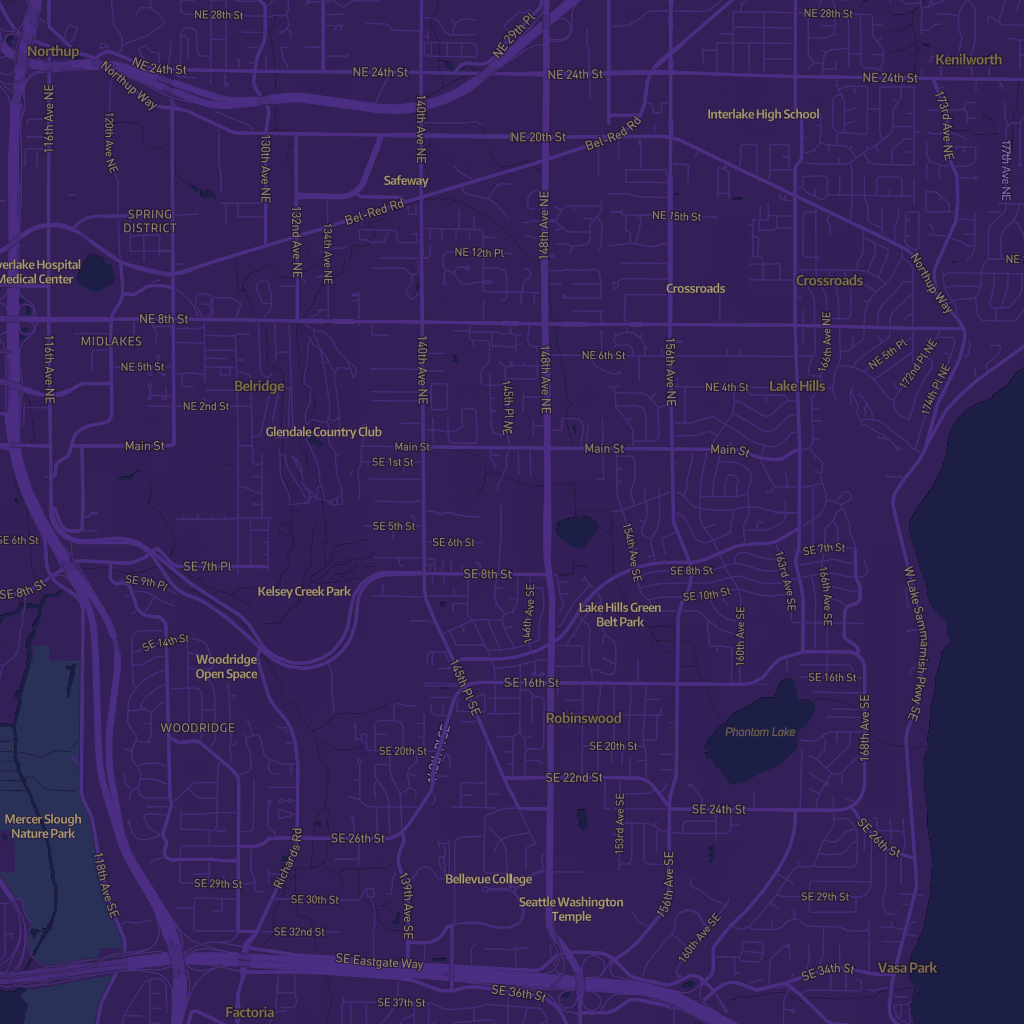 NE 28th St
NE 28th St
NE 29th Pl
Northup
NE 24th St
NE 24th St
NE 24th St
NE 24th St
Kenilworth
Northup Way
116th Ave NE
120th Ave NE
140th Ave NE
Interlake High School
173rd Ave NE
177th Ave NE
130th Ave NE
NE 20th St
Bel-Red Rd
Safeway
SPRING
DISTRICT
132nd Ave NE
134th Ave NE
Bel-Red Rd
148th Ave NE
NE 12th Pl
NE 15th St
verlake Hospital
Medical Center
Crossroads
Crossroads
Northup Way
NE 8th St
MIDLAKES
116th Ave NE
140th Ave NE
148th Ave NE
NE 6th St
156th Ave NE
166th Ave NE
NE 5th Pl
172nd Pl NE
174th Pl NE
NE 5th St
Belridge
NE 2nd St
145th Pl NE
NE 4th St
Lake Hills
Glendale Country Club
Main St
Main St
Main St
Main St
SE 1st St
SE 5th St
SE 6th St
SE 6th St
154th Ave SE
SE 7th St
163rd Ave SE
166th Ave SE
SE 7th Pl
SE 8th St
SE 8th St
SE 8th St
SE 9th Pl
Kelsey Creek Park
146th Ave SE
SE 10th St
Lake Hills Green
Belt Park
160th Ave SE
W Lake Sammamish Pkwy SE
SE 14th St
Woodridge
Open Space
145th Pl SE
SE 16th St
SE 16th St
168th Ave SE
WOODRIDGE
Robinswood
Phantom Lake
SE 20th St
SE 20th St
SE 22nd St
153rd Ave SE
SE 24th St
Mercer Slough
Nature Park
SE 26th St
SE 26th St
Richards Rd
118th Ave SE
SE 29th St
SE 30th St
139th Ave SE
Bellevue College
Seattle Washington
Temple
156th Ave SE
160th Ave SE
SE 29th St
SE 32nd St
SE Eastgate Way
SE 36th St
SE 34th St
Vasa Park
SE 37th St
Factoria